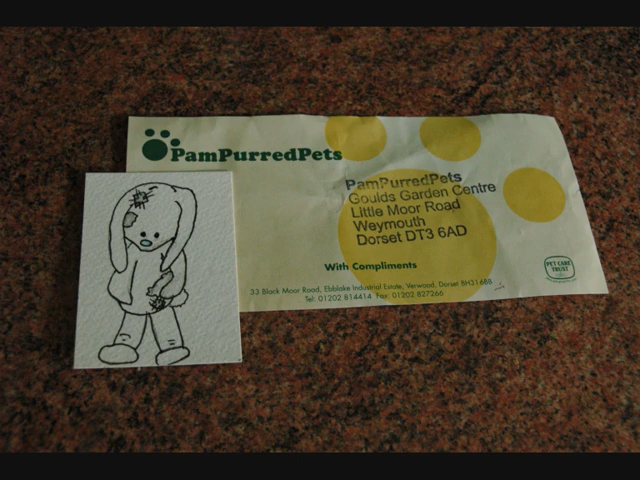 PamPurredPets
PamPurredPets
Goulds Garden Centre
Little Moor Road
Weymouth
Dorset DT3 6AD
With Compliments
PET CARE
TRUST
33 Black Moor Road, Ebblake Industrial Estate, Verwood, Dorset BH31 6BB
Tel: 01202 814414 Fax: 01202 827266